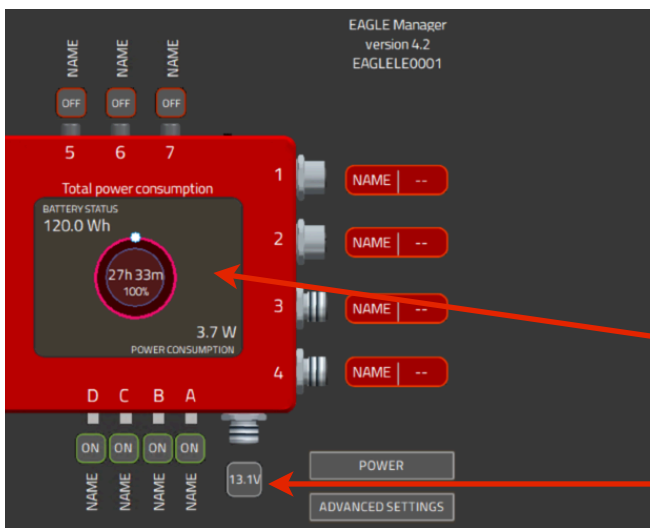 EAGLE Manager
version 4.2
EAGLELE0001
NAME NAME NAME
OFF OFF OFF
5 6 7
Total power consumption
BATTERY STATUS
120.0 Wh
27h 33m
100%
3.7 W
POWER CONSUMPTION
1 NAME | --
2 NAME | --
3 NAME | --
4 NAME | --
D C B A
ON ON ON ON
NAME NAME NAME NAME
13.1V
POWER
ADVANCED SETTINGS